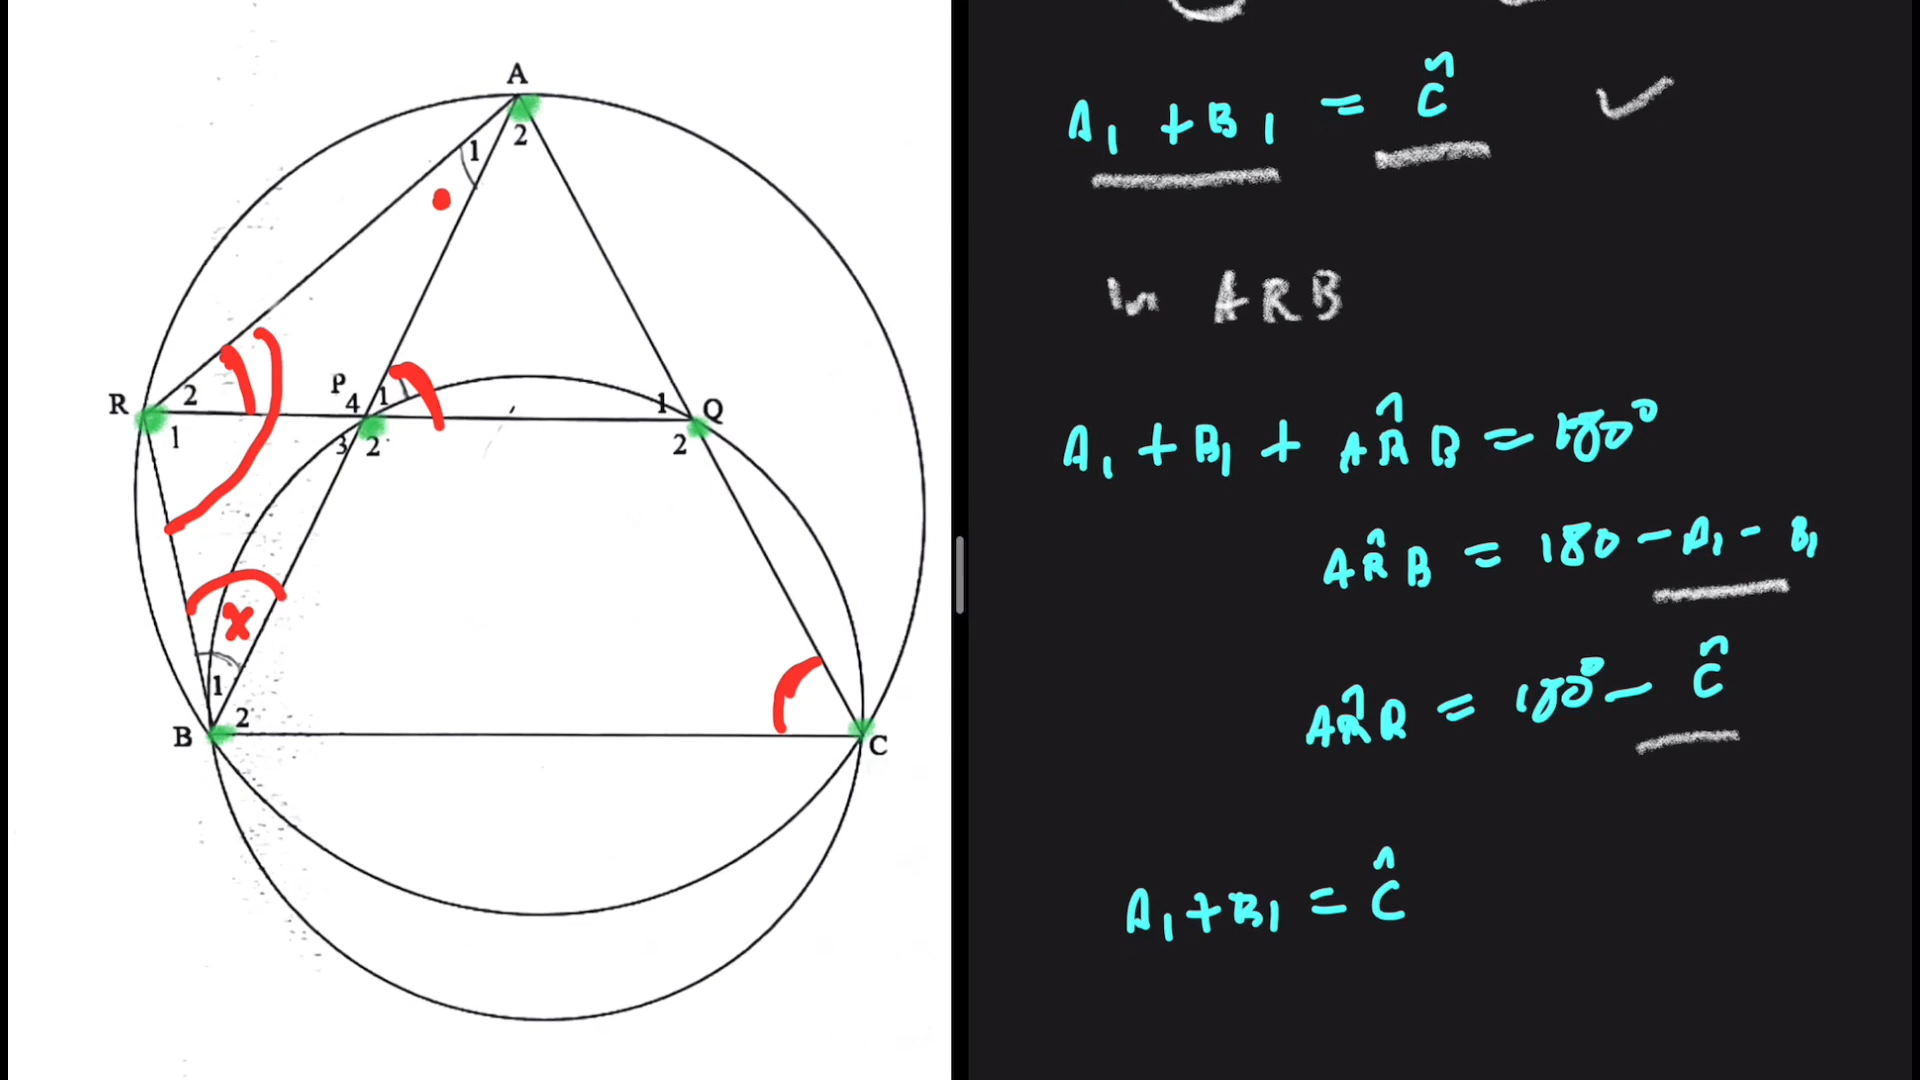 A
1
2
R
2
1
P
4
1
3
2
1
Q
2
x
1
B
2
C
A₁ + B₁ = Ĉ
In ARB
A₁ + B₁ + AR̂B = 180°
AR̂B = 180 - A₁ - B₁
AR̂R = 180° - Ĉ
A₁ + B₁ = Ĉ